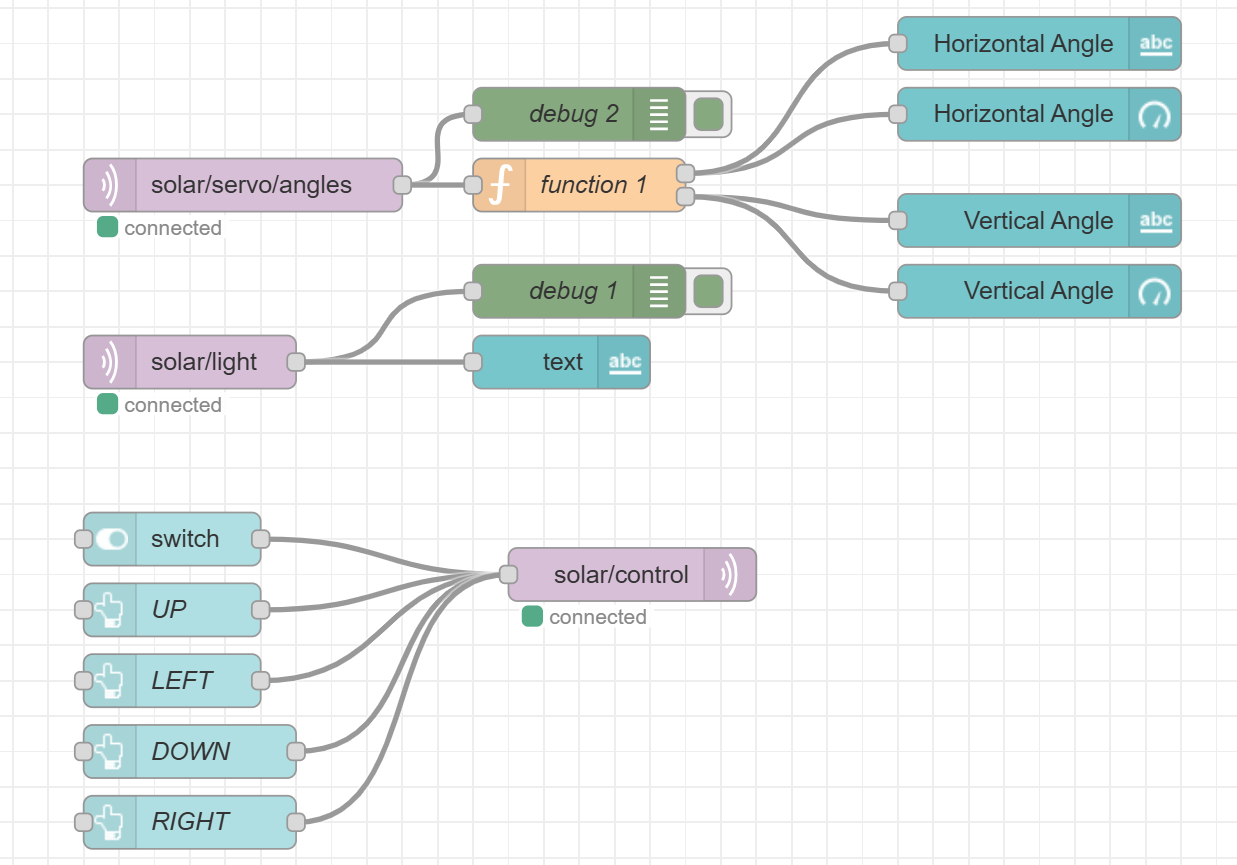 Horizontal Angle
abc
debug 2
Horizontal Angle
solar/servo/angles
function 1
connected
Vertical Angle
abc
debug 1
Vertical Angle
solar/light
text
abc
connected
switch
solar/control
UP
connected
LEFT
DOWN
RIGHT